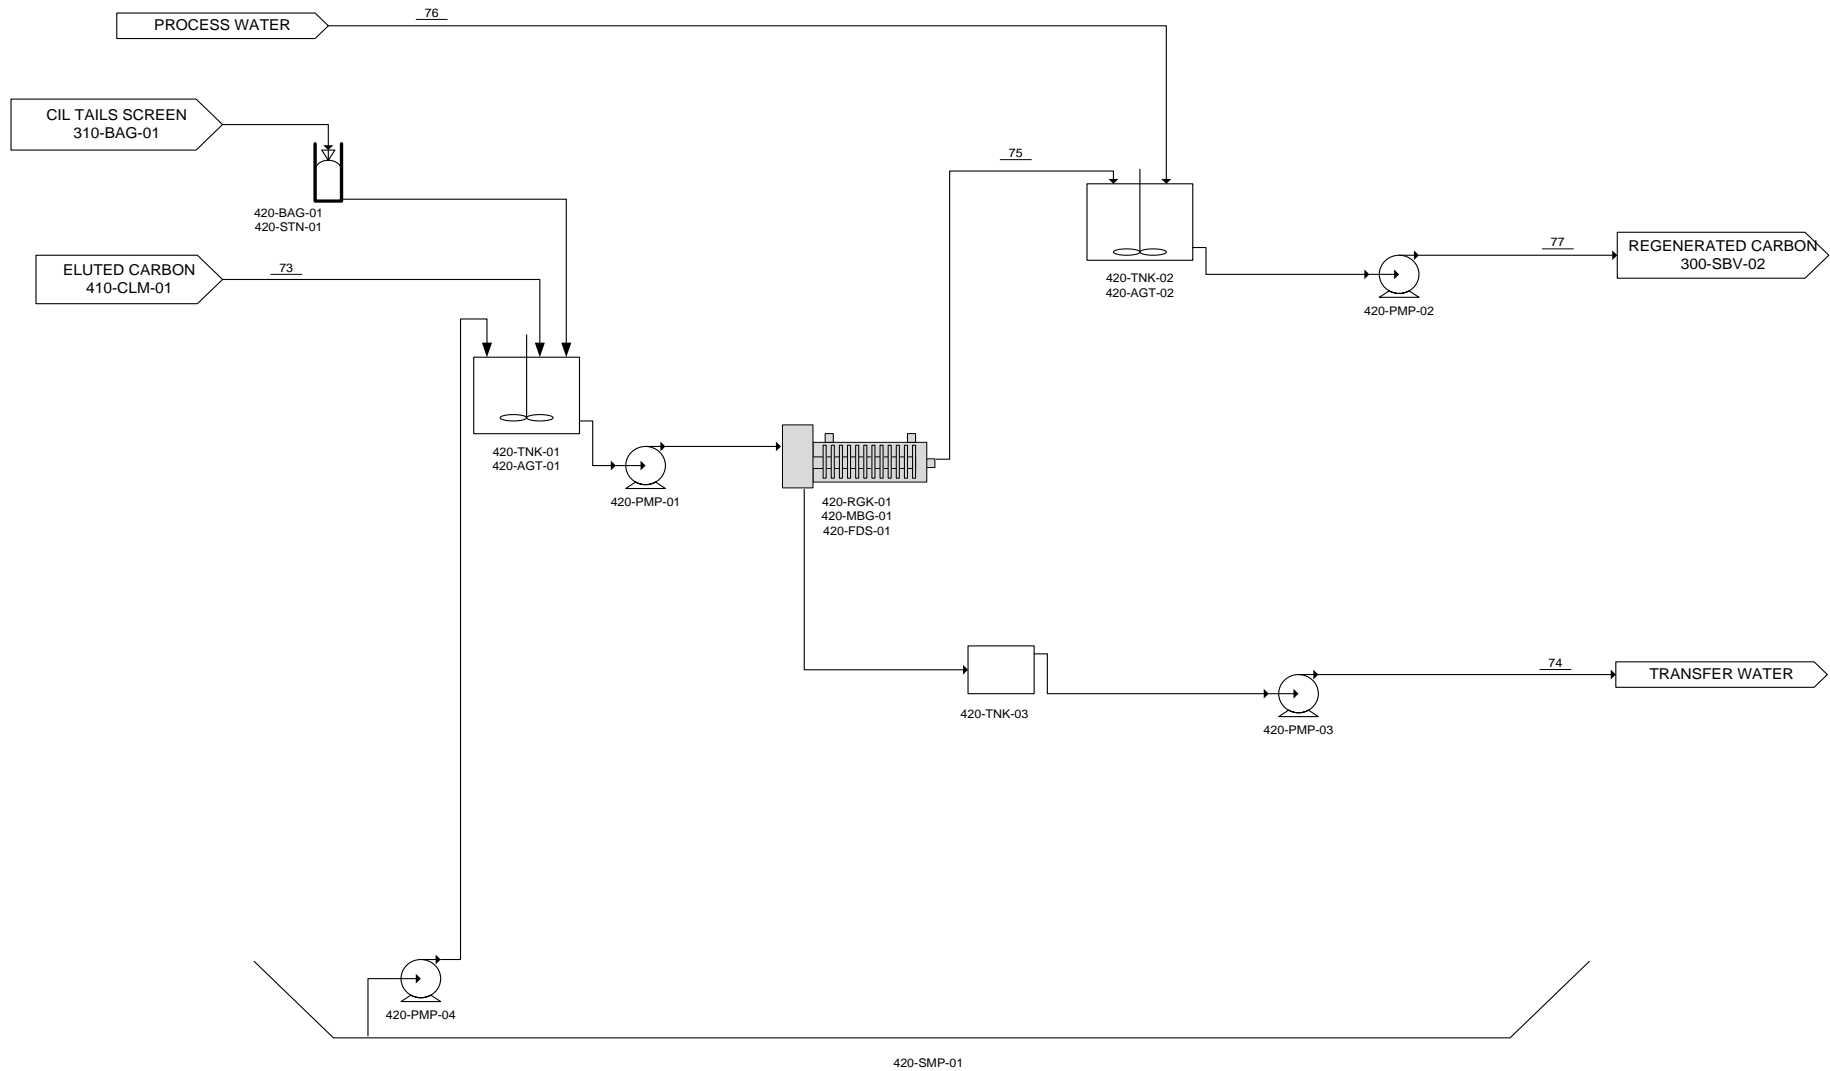 76
PROCESS WATER
CIL TAILS SCREEN
310-BAG-01
75
420-BAG-01
420-STN-01
77
REGENERATED CARBON
300-SBV-02
73
ELUTED CARBON
410-CLM-01
420-TNK-02
420-AGT-02
420-PMP-02
420-TNK-01
420-AGT-01
420-PMP-01
420-RGK-01
420-MBG-01
420-FDS-01
74
TRANSFER WATER
420-TNK-03
420-PMP-03
420-PMP-04
420-SMP-01